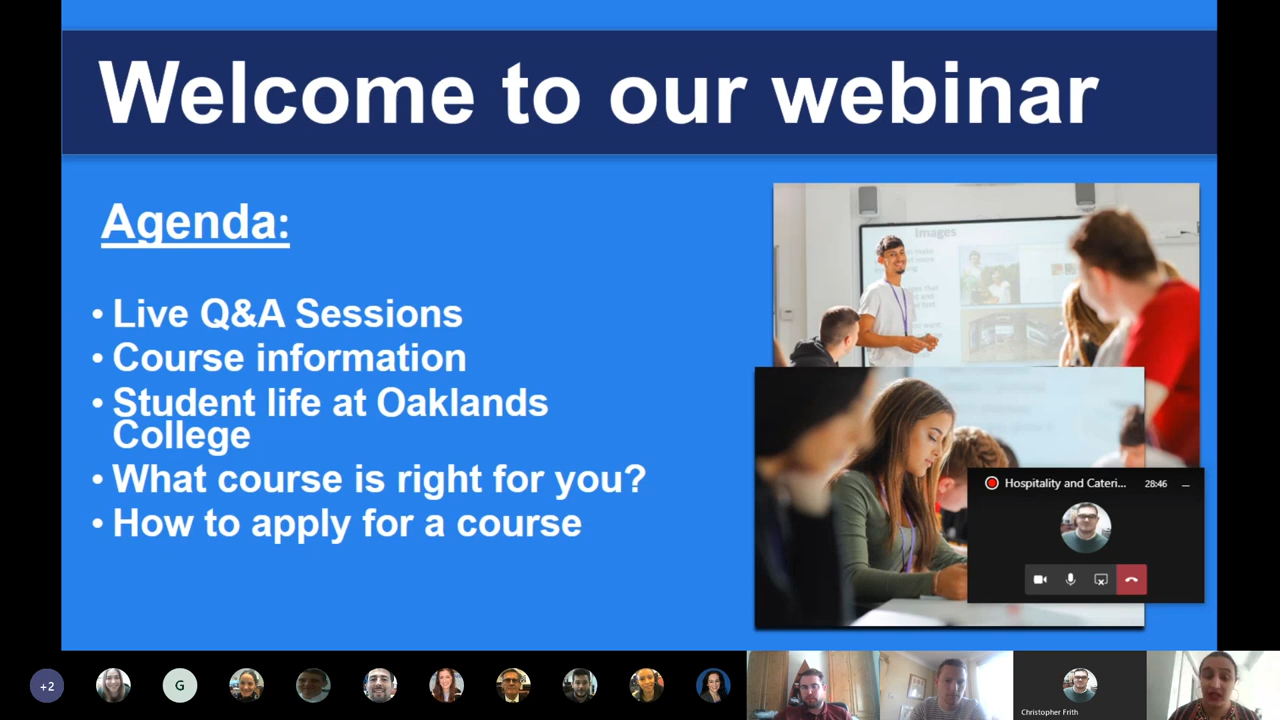 Welcome to our webinar
Agenda:
• Live Q&A Sessions
• Course information
• Student life at Oaklands
College
• What course is right for you?
• How to apply for a course
Images
Hospitality and Cateri... 28:46
+2
G
Christopher Frith